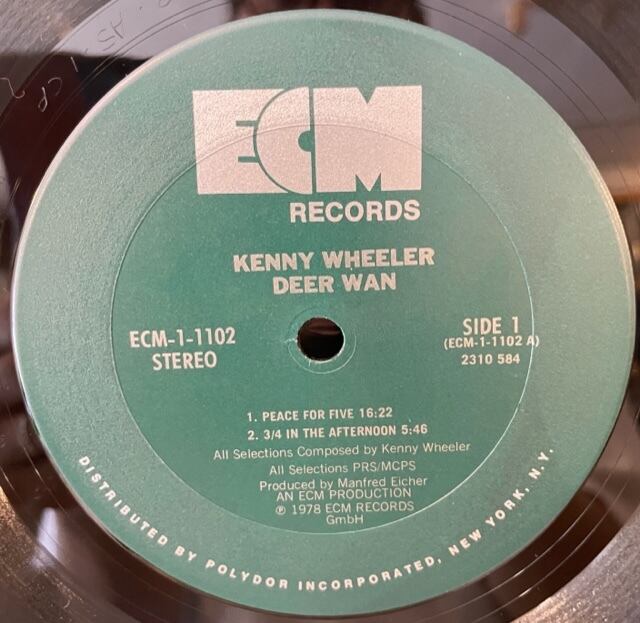 ECM
RECORDS
KENNY WHEELER
DEER WAN
ECM-1-1102
STEREO
SIDE 1
(ECM-1-1102 A)
2310 584
1. PEACE FOR FIVE 16:22
2. 3/4 IN THE AFTERNOON 5:46
All Selections Composed by Kenny Wheeler
All Selections PRS/MCPS
Produced by Manfred Eicher
AN ECM PRODUCTION
℗ 1978 ECM RECORDS
GmbH
DISTRIBUTED BY POLYDOR INCORPORATED, NEW YORK, N.Y.